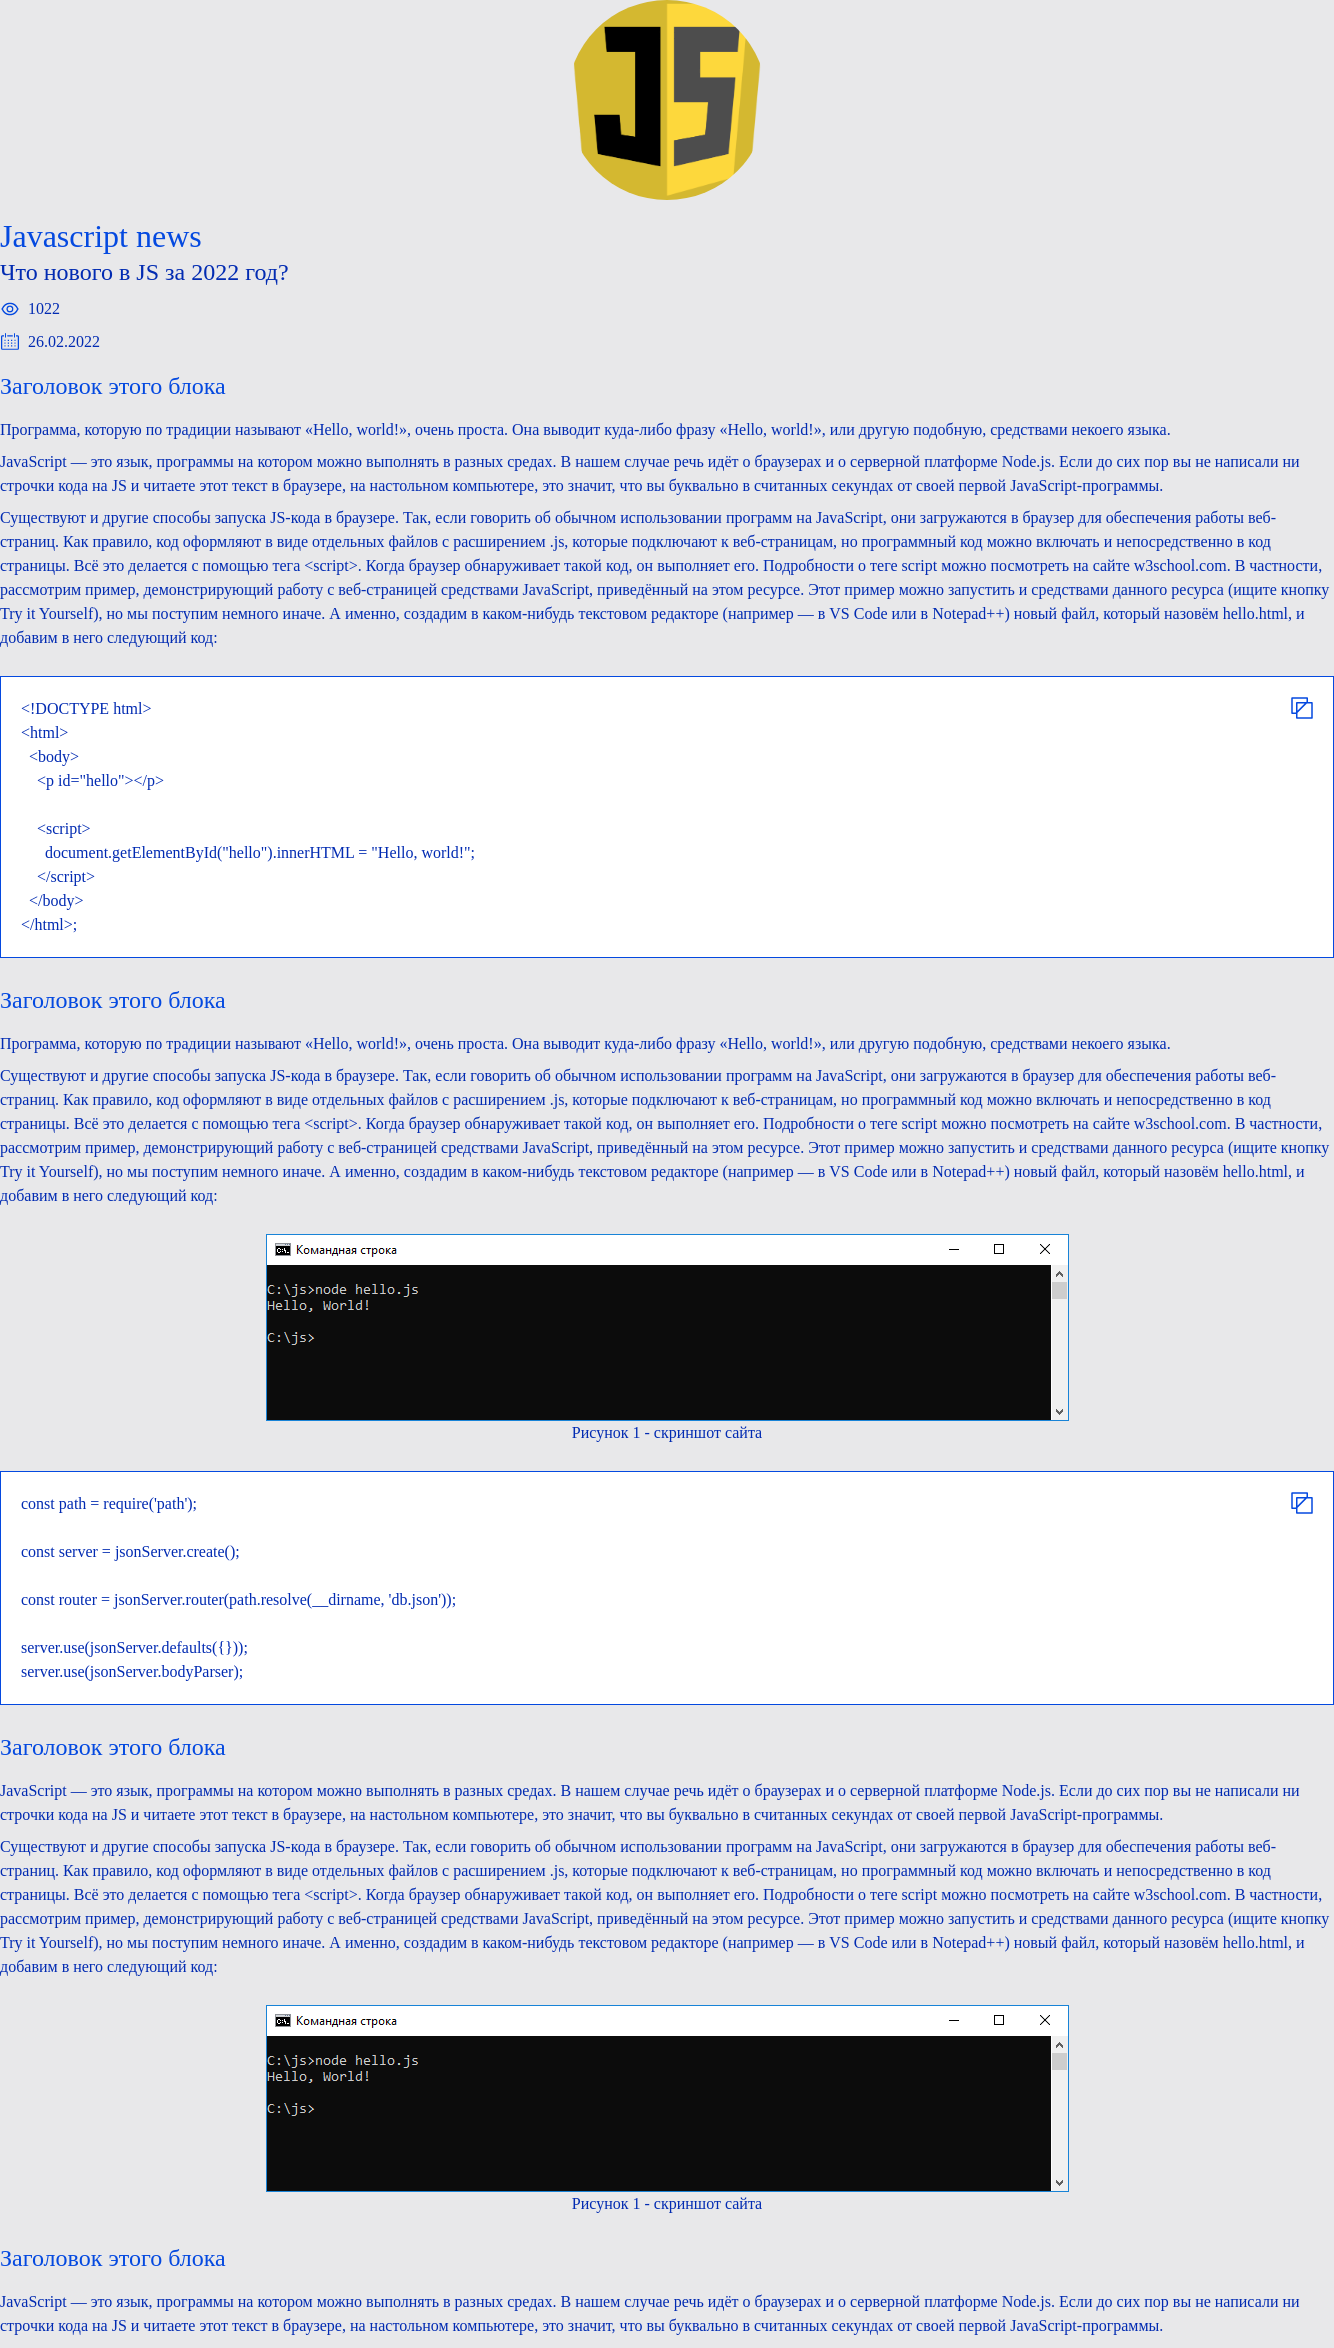 JS
Javascript news
Что нового в JS за 2022 год?
1022
26.02.2022
Заголовок этого блока
Программа, которую по традиции называют «Hello, world!», очень проста. Она выводит куда-либо фразу «Hello, world!», или другую подобную, средствами некоего языка.
JavaScript — это язык, программы на котором можно выполнять в разных средах. В нашем случае речь идёт о браузерах и о серверной платформе Node.js. Если до сих пор вы не написали ни
строчки кода на JS и читаете этот текст в браузере, на настольном компьютере, это значит, что вы буквально в считанных секундах от своей первой JavaScript-программы.
Существуют и другие способы запуска JS-кода в браузере. Так, если говорить об обычном использовании программ на JavaScript, они загружаются в браузер для обеспечения работы веб-
страниц. Как правило, код оформляют в виде отдельных файлов с расширением .js, которые подключают к веб-страницам, но программный код можно включать и непосредственно в код
страницы. Всё это делается с помощью тега <script>. Когда браузер обнаруживает такой код, он выполняет его. Подробности о теге script можно посмотреть на сайте w3school.com. В частности,
рассмотрим пример, демонстрирующий работу с веб-страницей средствами JavaScript, приведённый на этом ресурсе. Этот пример можно запустить и средствами данного ресурса (ищите кнопку
Try it Yourself), но мы поступим немного иначе. А именно, создадим в каком-нибудь текстовом редакторе (например — в VS Code или в Notepad++) новый файл, который назовём hello.html, и
добавим в него следующий код:
<!DOCTYPE html>
<html>
  <body>
    <p id="hello"></p>

    <script>
      document.getElementById("hello").innerHTML = "Hello, world!";
    </script>
  </body>
</html>;
Заголовок этого блока
Программа, которую по традиции называют «Hello, world!», очень проста. Она выводит куда-либо фразу «Hello, world!», или другую подобную, средствами некоего языка.
Существуют и другие способы запуска JS-кода в браузере. Так, если говорить об обычном использовании программ на JavaScript, они загружаются в браузер для обеспечения работы веб-
страниц. Как правило, код оформляют в виде отдельных файлов с расширением .js, которые подключают к веб-страницам, но программный код можно включать и непосредственно в код
страницы. Всё это делается с помощью тега <script>. Когда браузер обнаруживает такой код, он выполняет его. Подробности о теге script можно посмотреть на сайте w3school.com. В частности,
рассмотрим пример, демонстрирующий работу с веб-страницей средствами JavaScript, приведённый на этом ресурсе. Этот пример можно запустить и средствами данного ресурса (ищите кнопку
Try it Yourself), но мы поступим немного иначе. А именно, создадим в каком-нибудь текстовом редакторе (например — в VS Code или в Notepad++) новый файл, который назовём hello.html, и
добавим в него следующий код:
Командная строка
C:\js>node hello.js
Hello, World!
C:\js>
Рисунок 1 - скриншот сайта
const path = require('path');

const server = jsonServer.create();

const router = jsonServer.router(path.resolve(__dirname, 'db.json'));

server.use(jsonServer.defaults({}));
server.use(jsonServer.bodyParser);
Заголовок этого блока
JavaScript — это язык, программы на котором можно выполнять в разных средах. В нашем случае речь идёт о браузерах и о серверной платформе Node.js. Если до сих пор вы не написали ни
строчки кода на JS и читаете этот текст в браузере, на настольном компьютере, это значит, что вы буквально в считанных секундах от своей первой JavaScript-программы.
Существуют и другие способы запуска JS-кода в браузере. Так, если говорить об обычном использовании программ на JavaScript, они загружаются в браузер для обеспечения работы веб-
страниц. Как правило, код оформляют в виде отдельных файлов с расширением .js, которые подключают к веб-страницам, но программный код можно включать и непосредственно в код
страницы. Всё это делается с помощью тега <script>. Когда браузер обнаруживает такой код, он выполняет его. Подробности о теге script можно посмотреть на сайте w3school.com. В частности,
рассмотрим пример, демонстрирующий работу с веб-страницей средствами JavaScript, приведённый на этом ресурсе. Этот пример можно запустить и средствами данного ресурса (ищите кнопку
Try it Yourself), но мы поступим немного иначе. А именно, создадим в каком-нибудь текстовом редакторе (например — в VS Code или в Notepad++) новый файл, который назовём hello.html, и
добавим в него следующий код:
Командная строка
C:\js>node hello.js
Hello, World!
C:\js>
Рисунок 1 - скриншот сайта
Заголовок этого блока
JavaScript — это язык, программы на котором можно выполнять в разных средах. В нашем случае речь идёт о браузерах и о серверной платформе Node.js. Если до сих пор вы не написали ни
строчки кода на JS и читаете этот текст в браузере, на настольном компьютере, это значит, что вы буквально в считанных секундах от своей первой JavaScript-программы.